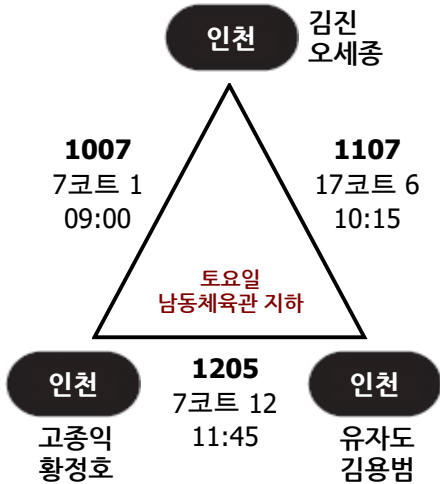 인천
김진
오세종
1007
7코트 1
09:00
1107
17코트 6
10:15
토요일
남동체육관 지하
인천
고종익
황정호
1205
7코트 12
11:45
인천
유자도
김용범